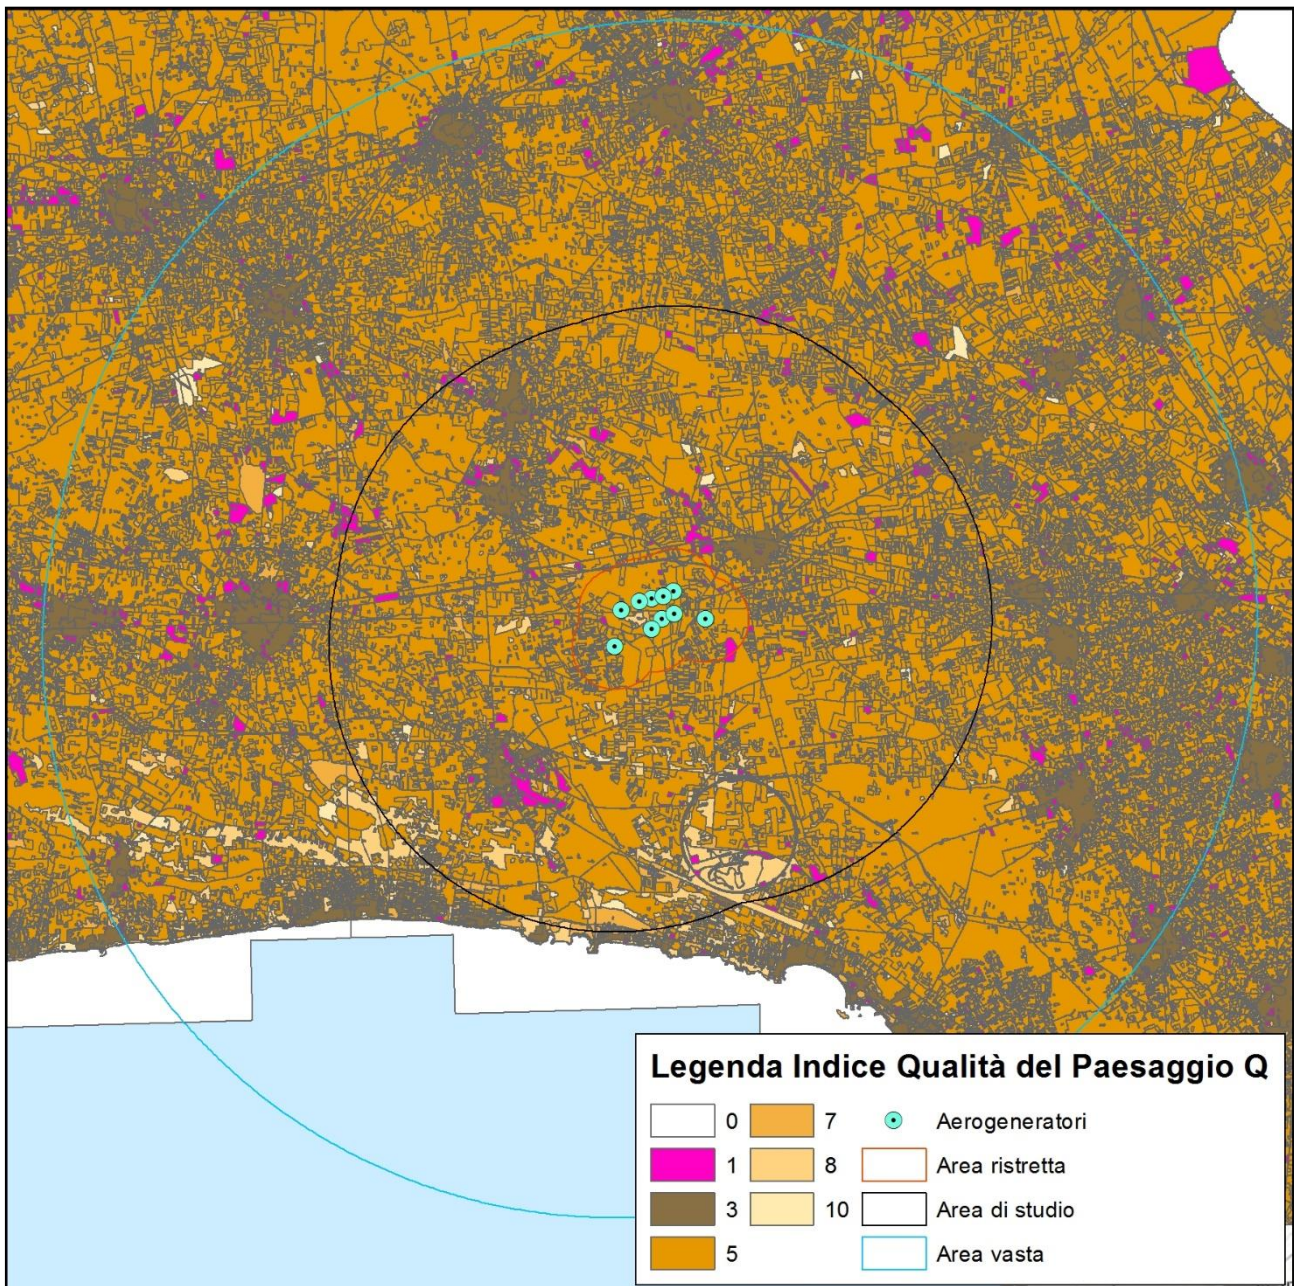 Legenda Indice Qualità del Paesaggio Q
0 7 Aerogeneratori
1 8 Area ristretta
3 10 Area di studio
5 Area vasta